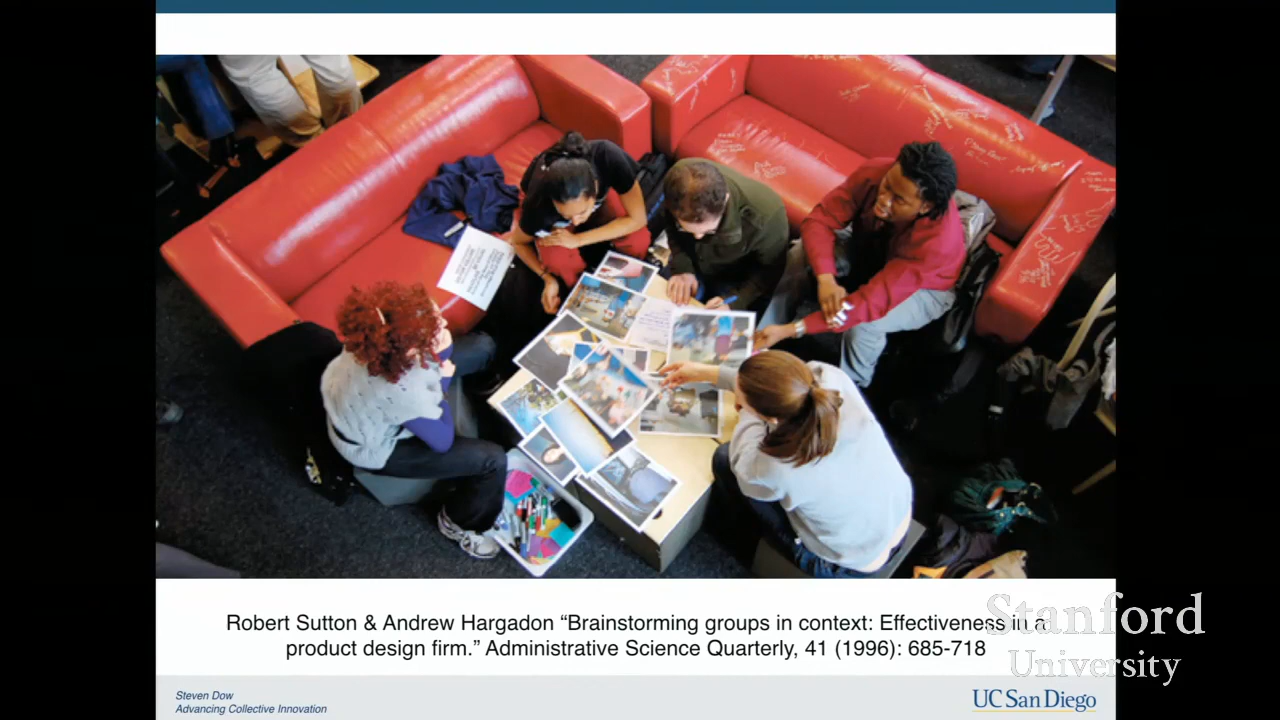 Robert Sutton & Andrew Hargadon “Brainstorming groups in context: Effectiveness in a
product design firm.” Administrative Science Quarterly, 41 (1996): 685-718
Stanford
University
Steven Dow
Advancing Collective Innovation
UC San Diego